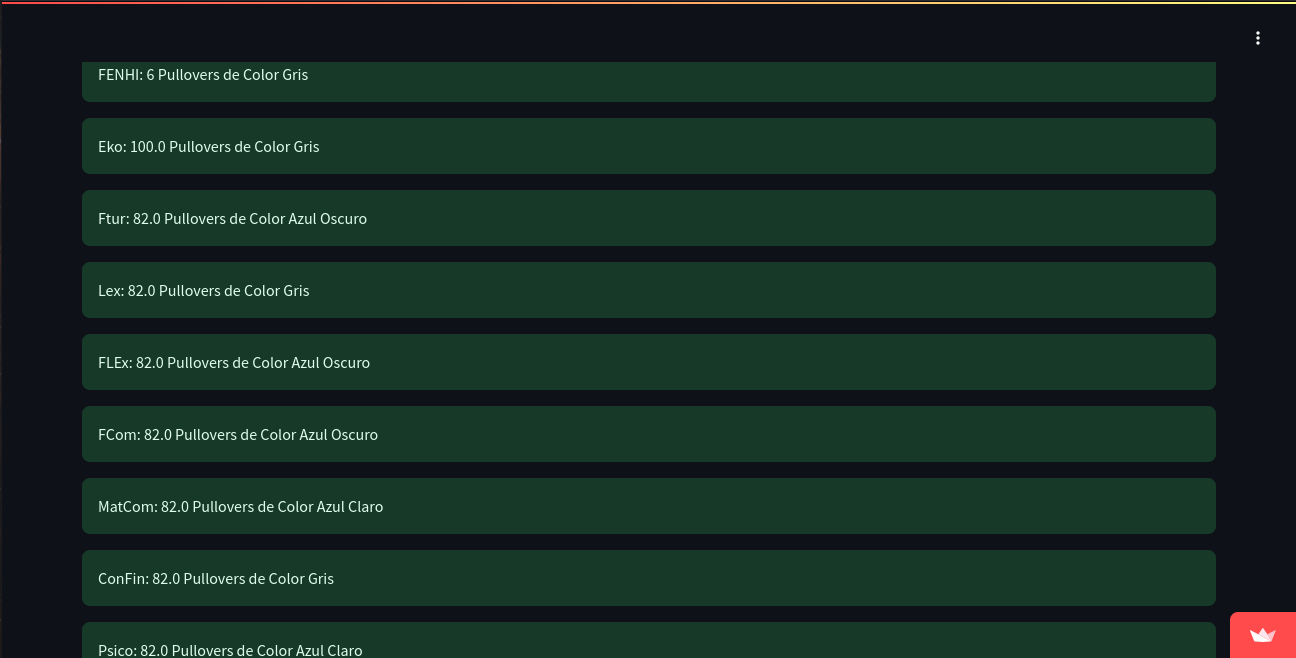 FENHI: 6 Pullovers de Color Gris
Eko: 100.0 Pullovers de Color Gris
Ftur: 82.0 Pullovers de Color Azul Oscuro
Lex: 82.0 Pullovers de Color Gris
FLEx: 82.0 Pullovers de Color Azul Oscuro
FCom: 82.0 Pullovers de Color Azul Oscuro
MatCom: 82.0 Pullovers de Color Azul Claro
ConFin: 82.0 Pullovers de Color Gris
Psico: 82.0 Pullovers de Color Azul Claro